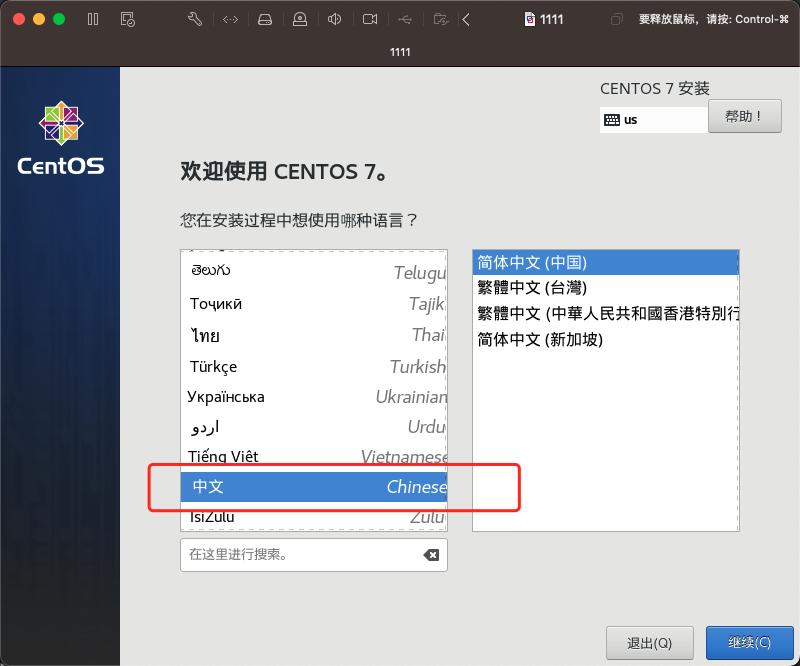 1111
要释放鼠标，请按: Control-⌘
1111
CentOS
CENTOS 7 安装
us
帮助！
欢迎使用 CENTOS 7。
您在安装过程中想使用哪种语言？
తెలుగు Telugu
Тоҷикӣ Tajik
ไทย Thai
Türkçe Turkish
Українська Ukrainian
اردو Urdu
Tiếng Việt Vietnamese
中文 Chinese
IsiZulu Zulu
简体中文 (中国)
繁體中文 (台灣)
繁體中文 (中華人民共和國香港特別行
简体中文 (新加坡)
在这里进行搜索。
退出(Q)
继续(C)